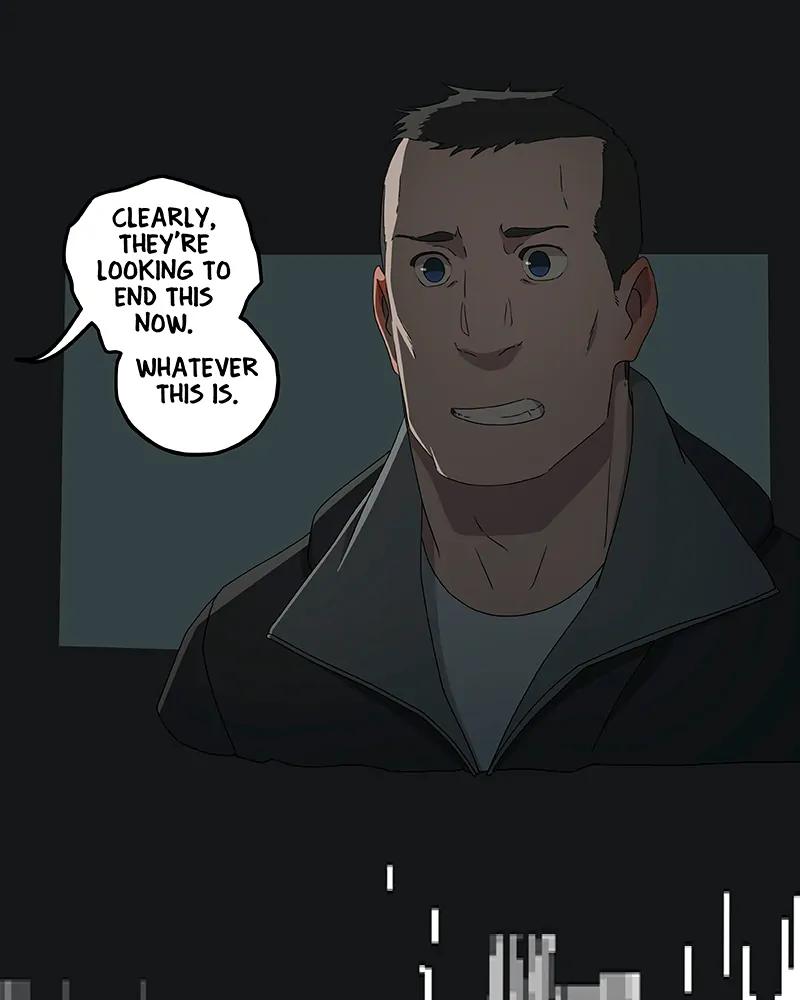 CLEARLY,
THEY'RE
LOOKING TO
END THIS
NOW.
WHATEVER
THIS IS.